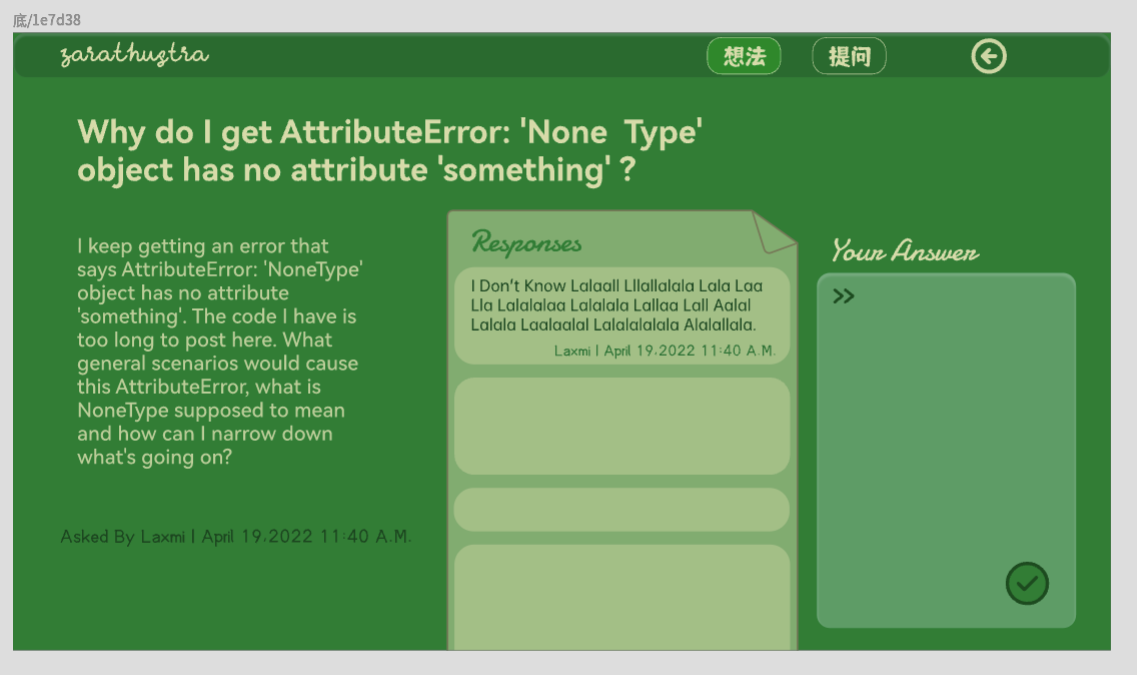 底/1e7d38
zarathustra
想法
提问
Why do I get AttributeError: 'None  Type'
object has no attribute 'something' ?
I keep getting an error that
says AttributeError: 'NoneType'
object has no attribute
'something'. The code I have is
too long to post here. What
general scenarios would cause
this AttributeError, what is
NoneType supposed to mean
and how can I narrow down
what's going on?
Asked By Laxmi | April 19,2022 11:40 A.M.
Responses
I Don't Know Lalaall Lllallalala Lala Laa
Lla Lalalalaa Lalalala Lallaa Lall Aalal
Lalala Laalaalal Lalalalalala Alalallala.
Laxmi | April 19,2022 11:40 A.M.
Your Answer
>>